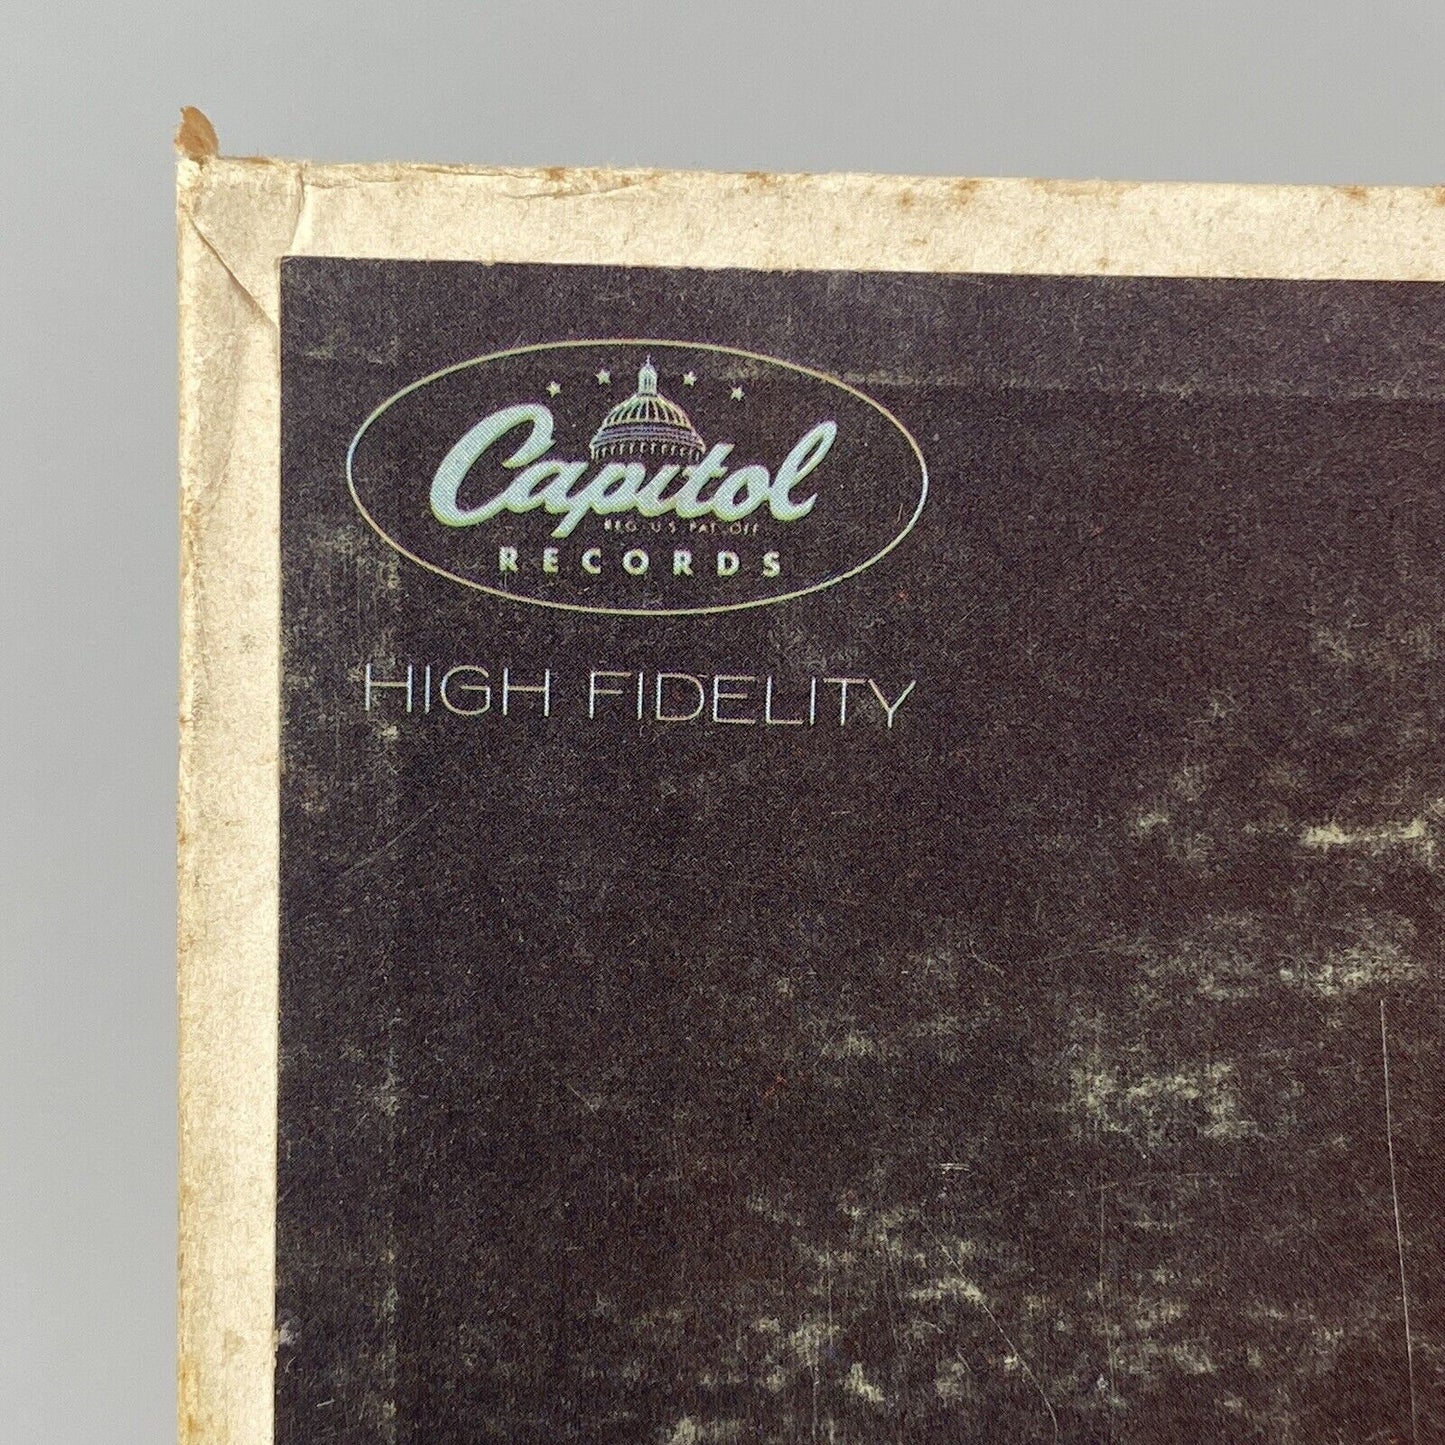 Capitol
REG. U.S. PAT. OFF.
RECORDS
HIGH FIDELITY